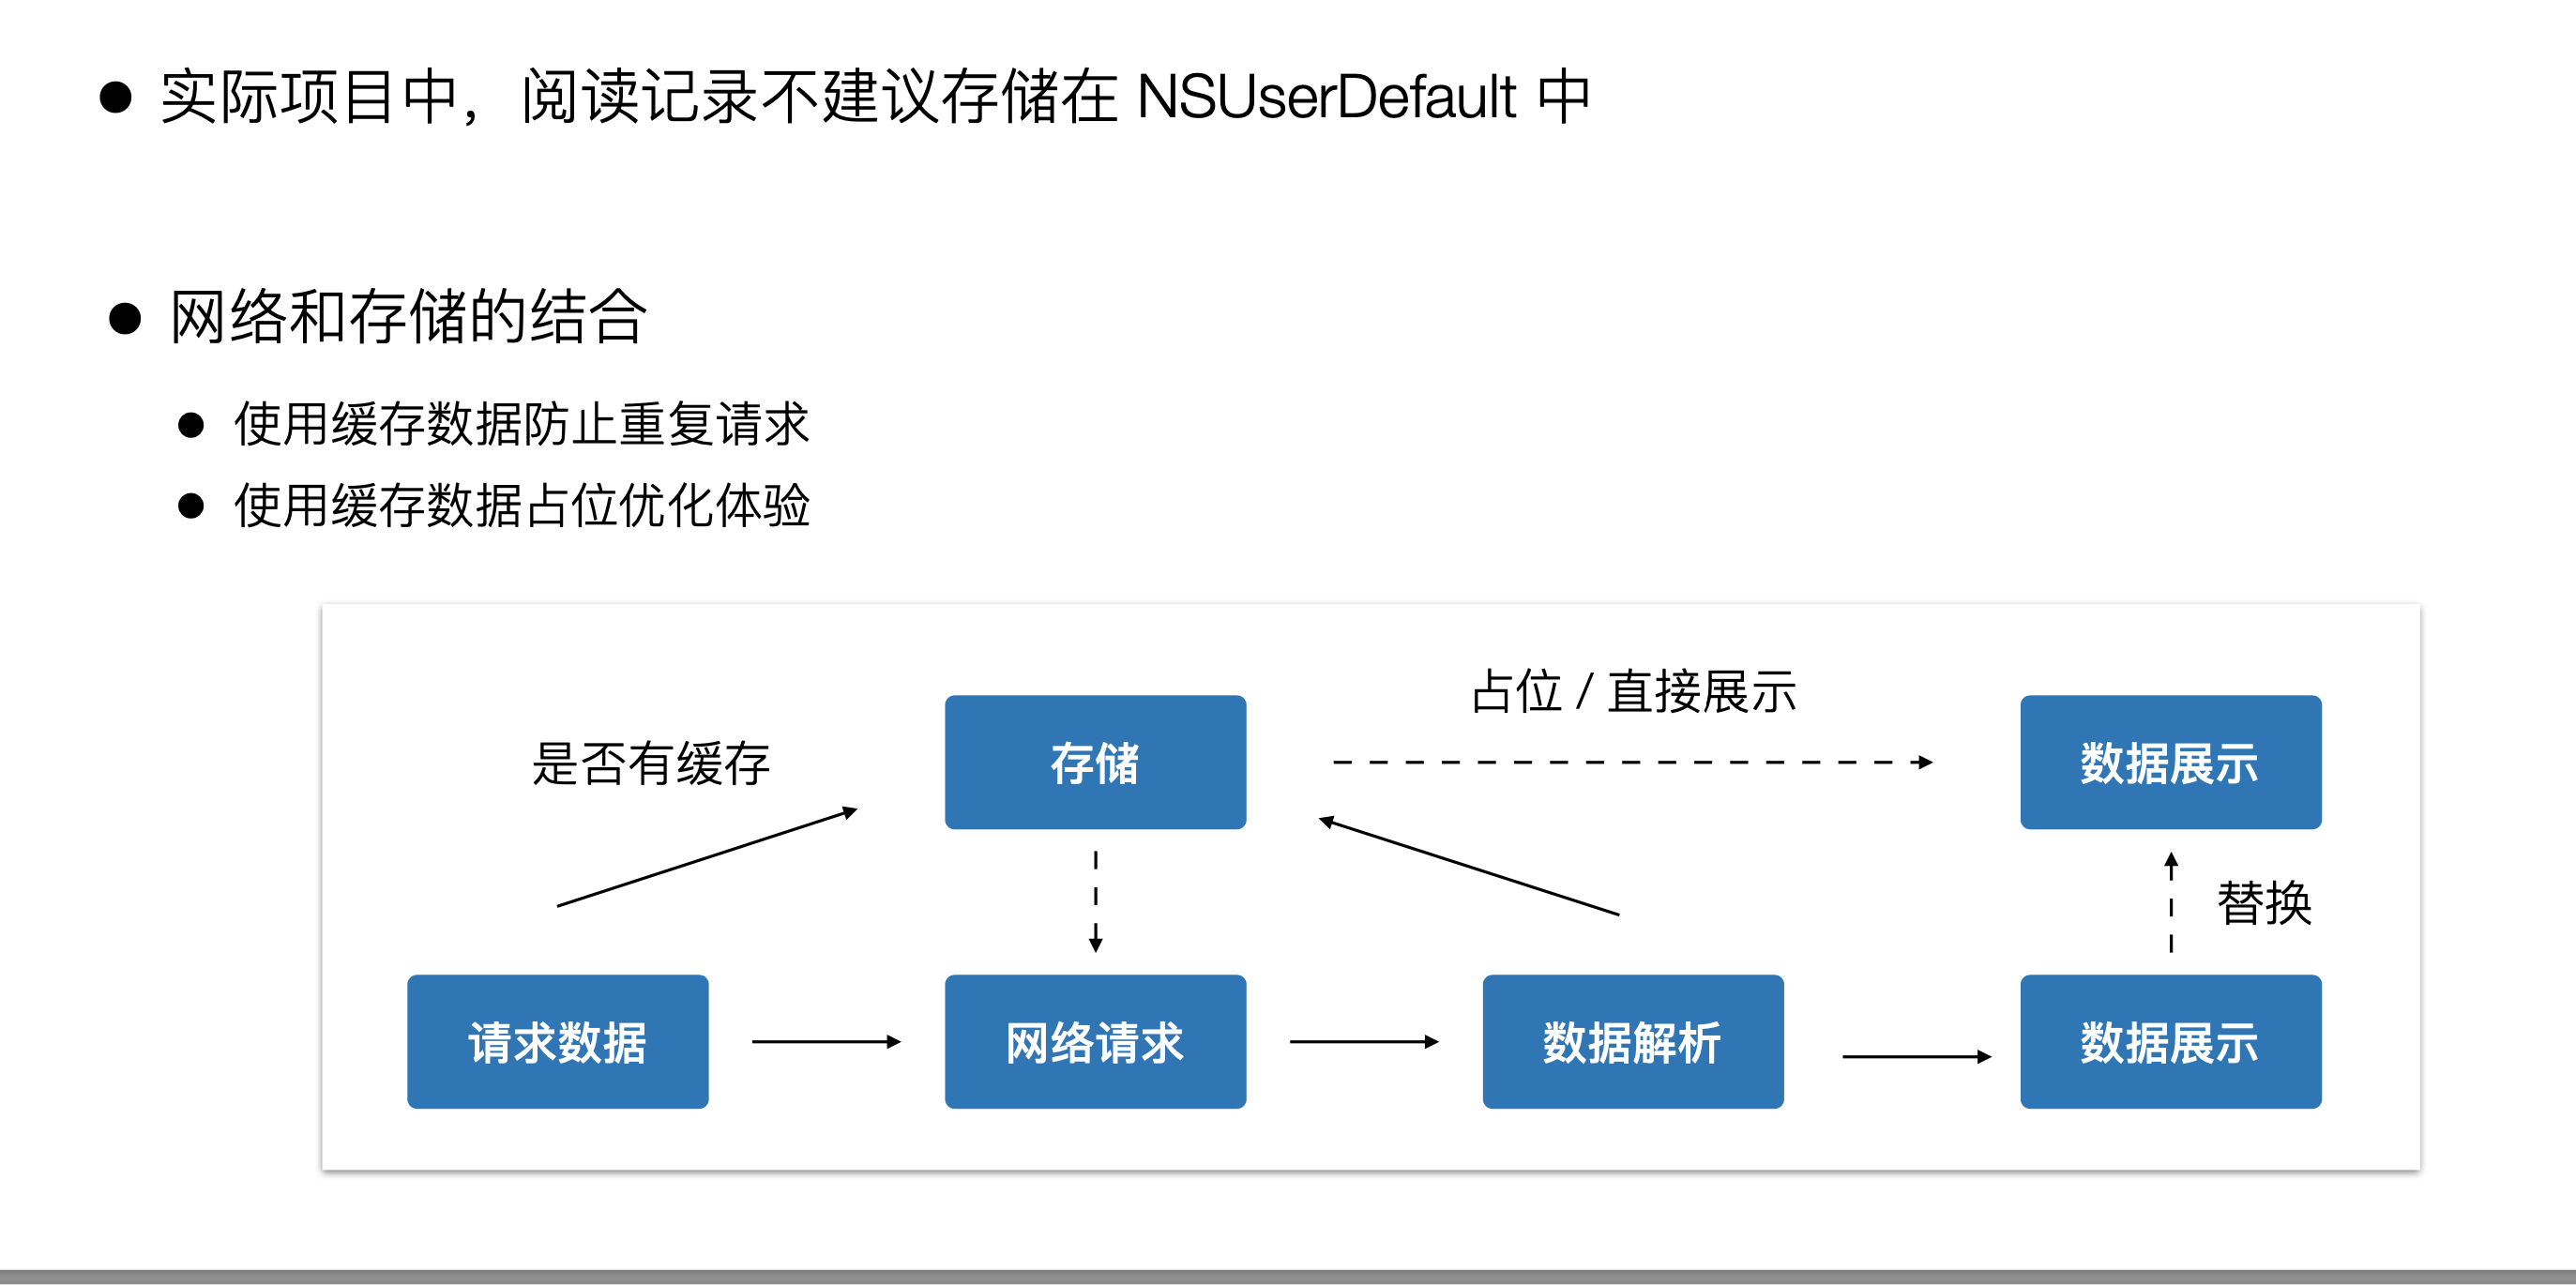 实际项目中，阅读记录不建议存储在 NSUserDefault 中
网络和存储的结合
使用缓存数据防止重复请求
使用缓存数据占位优化体验
占位 / 直接展示
是否有缓存
存储
数据展示
替换
请求数据
网络请求
数据解析
数据展示